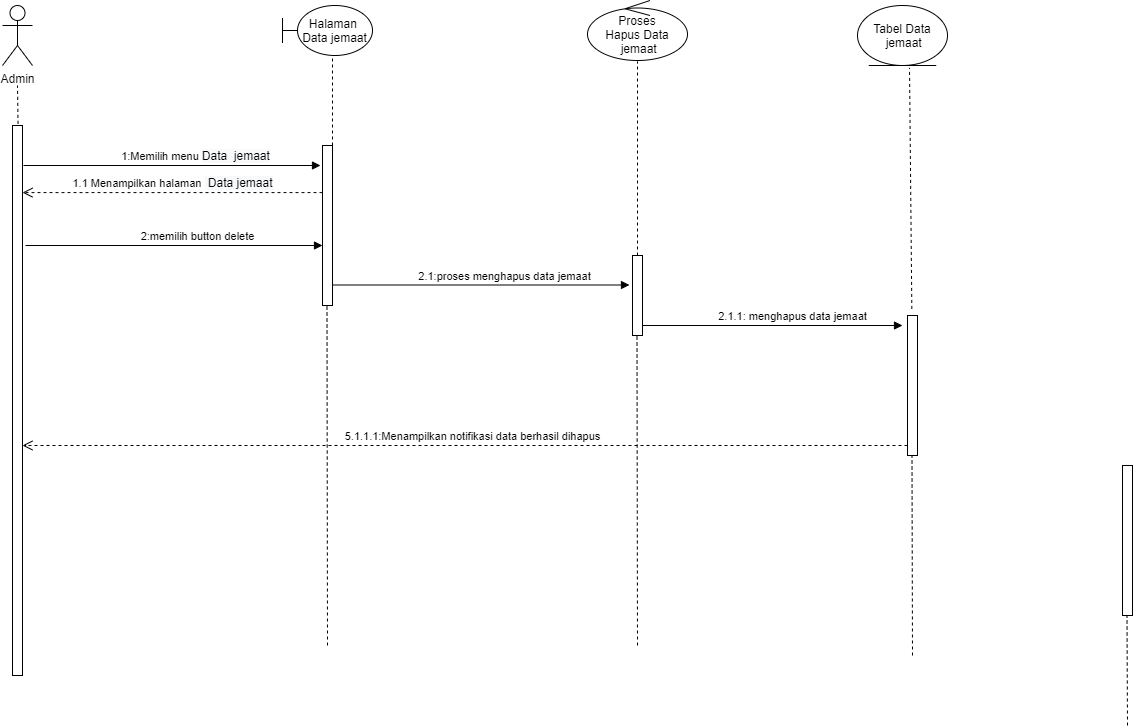 Halaman
Data jemaat
Proses
Hapus Data
jemaat
Tabel Data
jemaat
Admin
1:Memilih menu Data jemaat
1.1 Menampilkan halaman Data jemaat
2:memilih button delete
2.1:proses menghapus data jemaat
2.1.1: menghapus data jemaat
5.1.1.1:Menampilkan notifikasi data berhasil dihapus